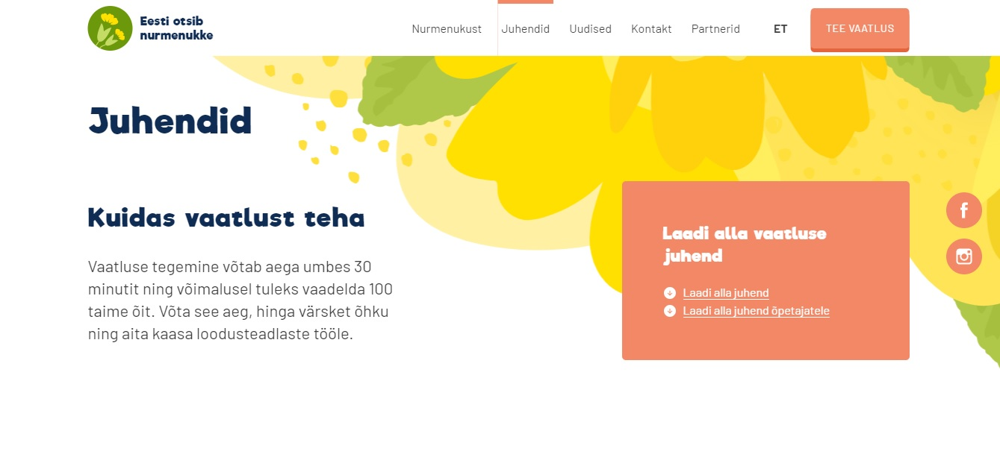 Eesti otsib
nurmenukke
Nurmenukust
Juhendid
Uudised
Kontakt
Partnerid
ET
TEE VAATLUS
Juhendid
Kuidas vaatlust teha
Vaatluse tegemine võtab aega umbes 30
minutit ning võimalusel tuleks vaadelda 100
taime õit. Võta see aeg, hinga värsket õhku
ning aita kaasa loodusteadlaste tööle.
Laadi alla vaatluse
juhend
Laadi alla juhend
Laadi alla juhend õpetajatele